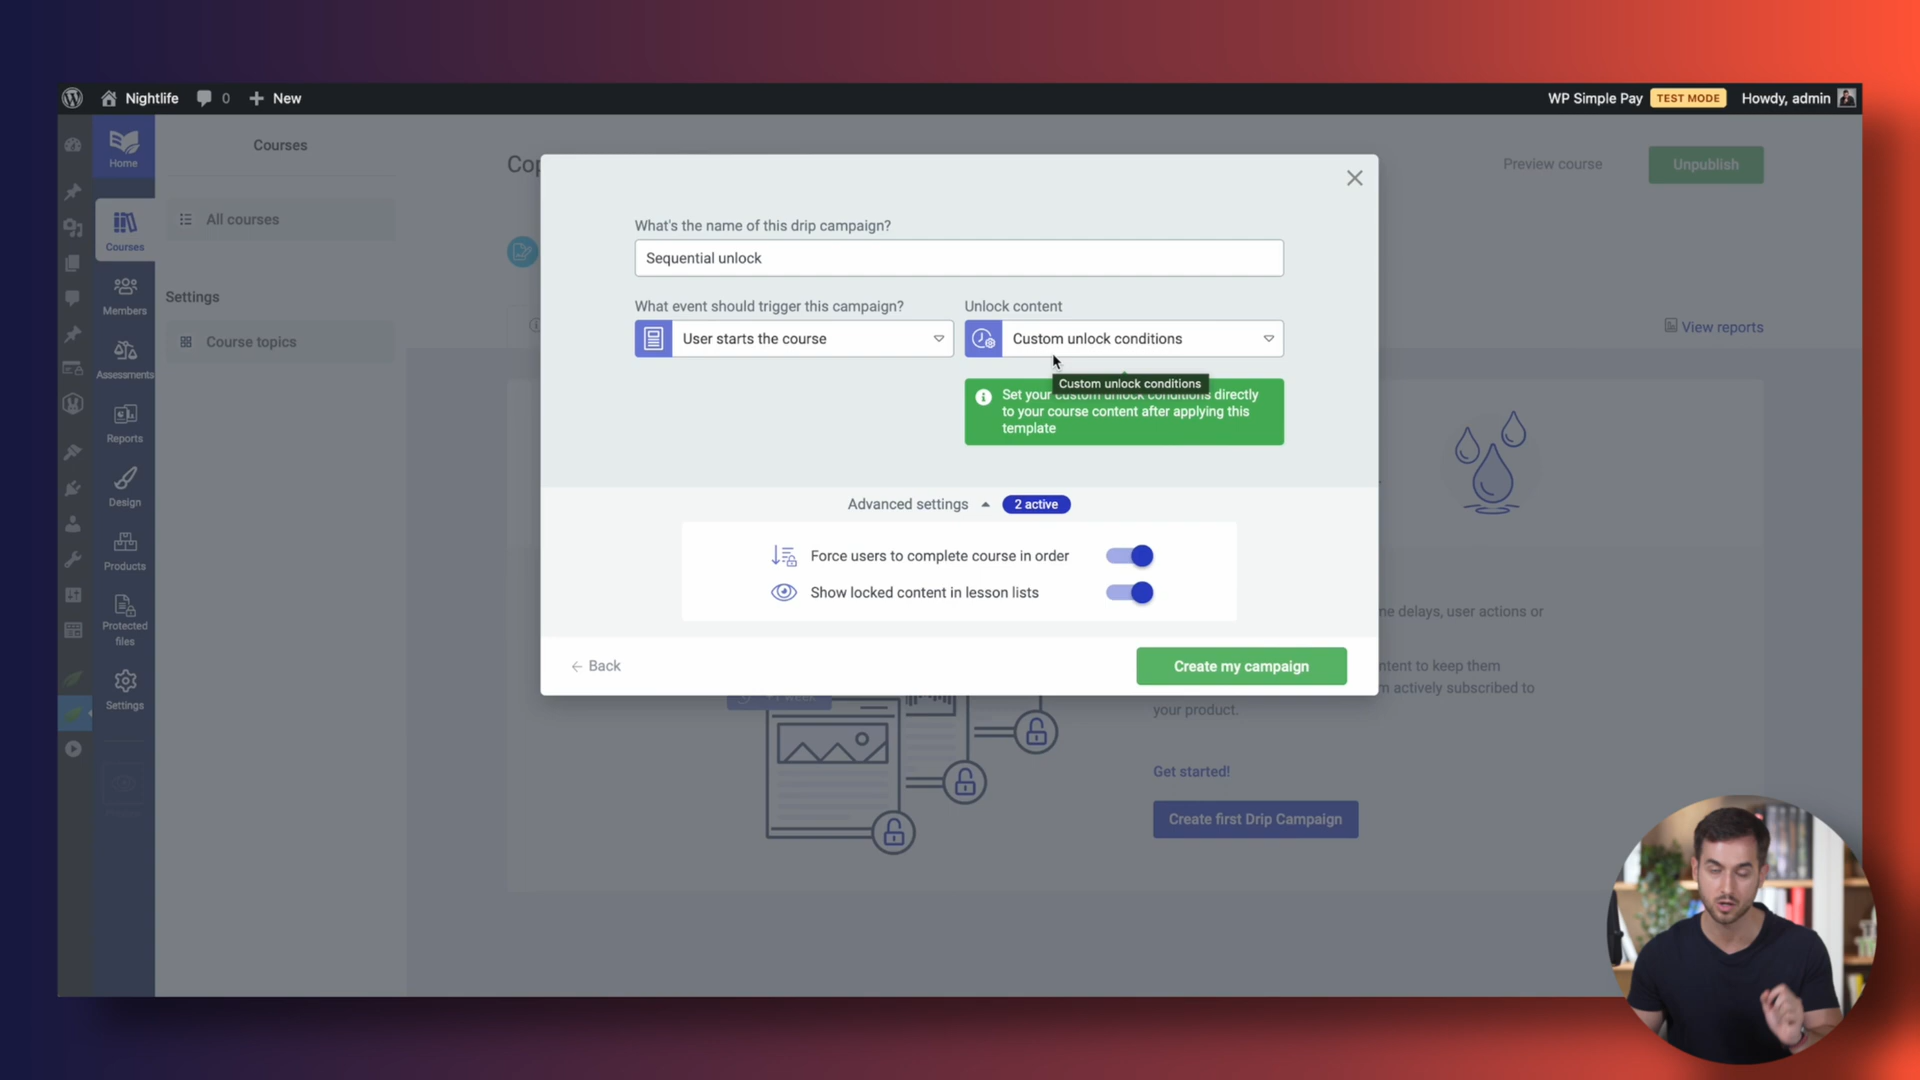 Nightlife
0
New
WP Simple Pay
TEST MODE
Howdy, admin
Home
Courses
Members
Assessments
Reports
Design
Products
Protected
files
Settings
Courses
All courses
Settings
Course topics
Preview course
Unpublish
View reports
What's the name of this drip campaign?
Sequential unlock
What event should trigger this campaign?
User starts the course
Unlock content
Custom unlock conditions
Custom unlock conditions
Set your custom unlock conditions directly
to your course content after applying this
template
Advanced settings
2 active
Force users to complete course in order
Show locked content in lesson lists
Back
Create my campaign
delays, user actions or
to keep them
actively subscribed to
your product.
Get started!
Create first Drip Campaign